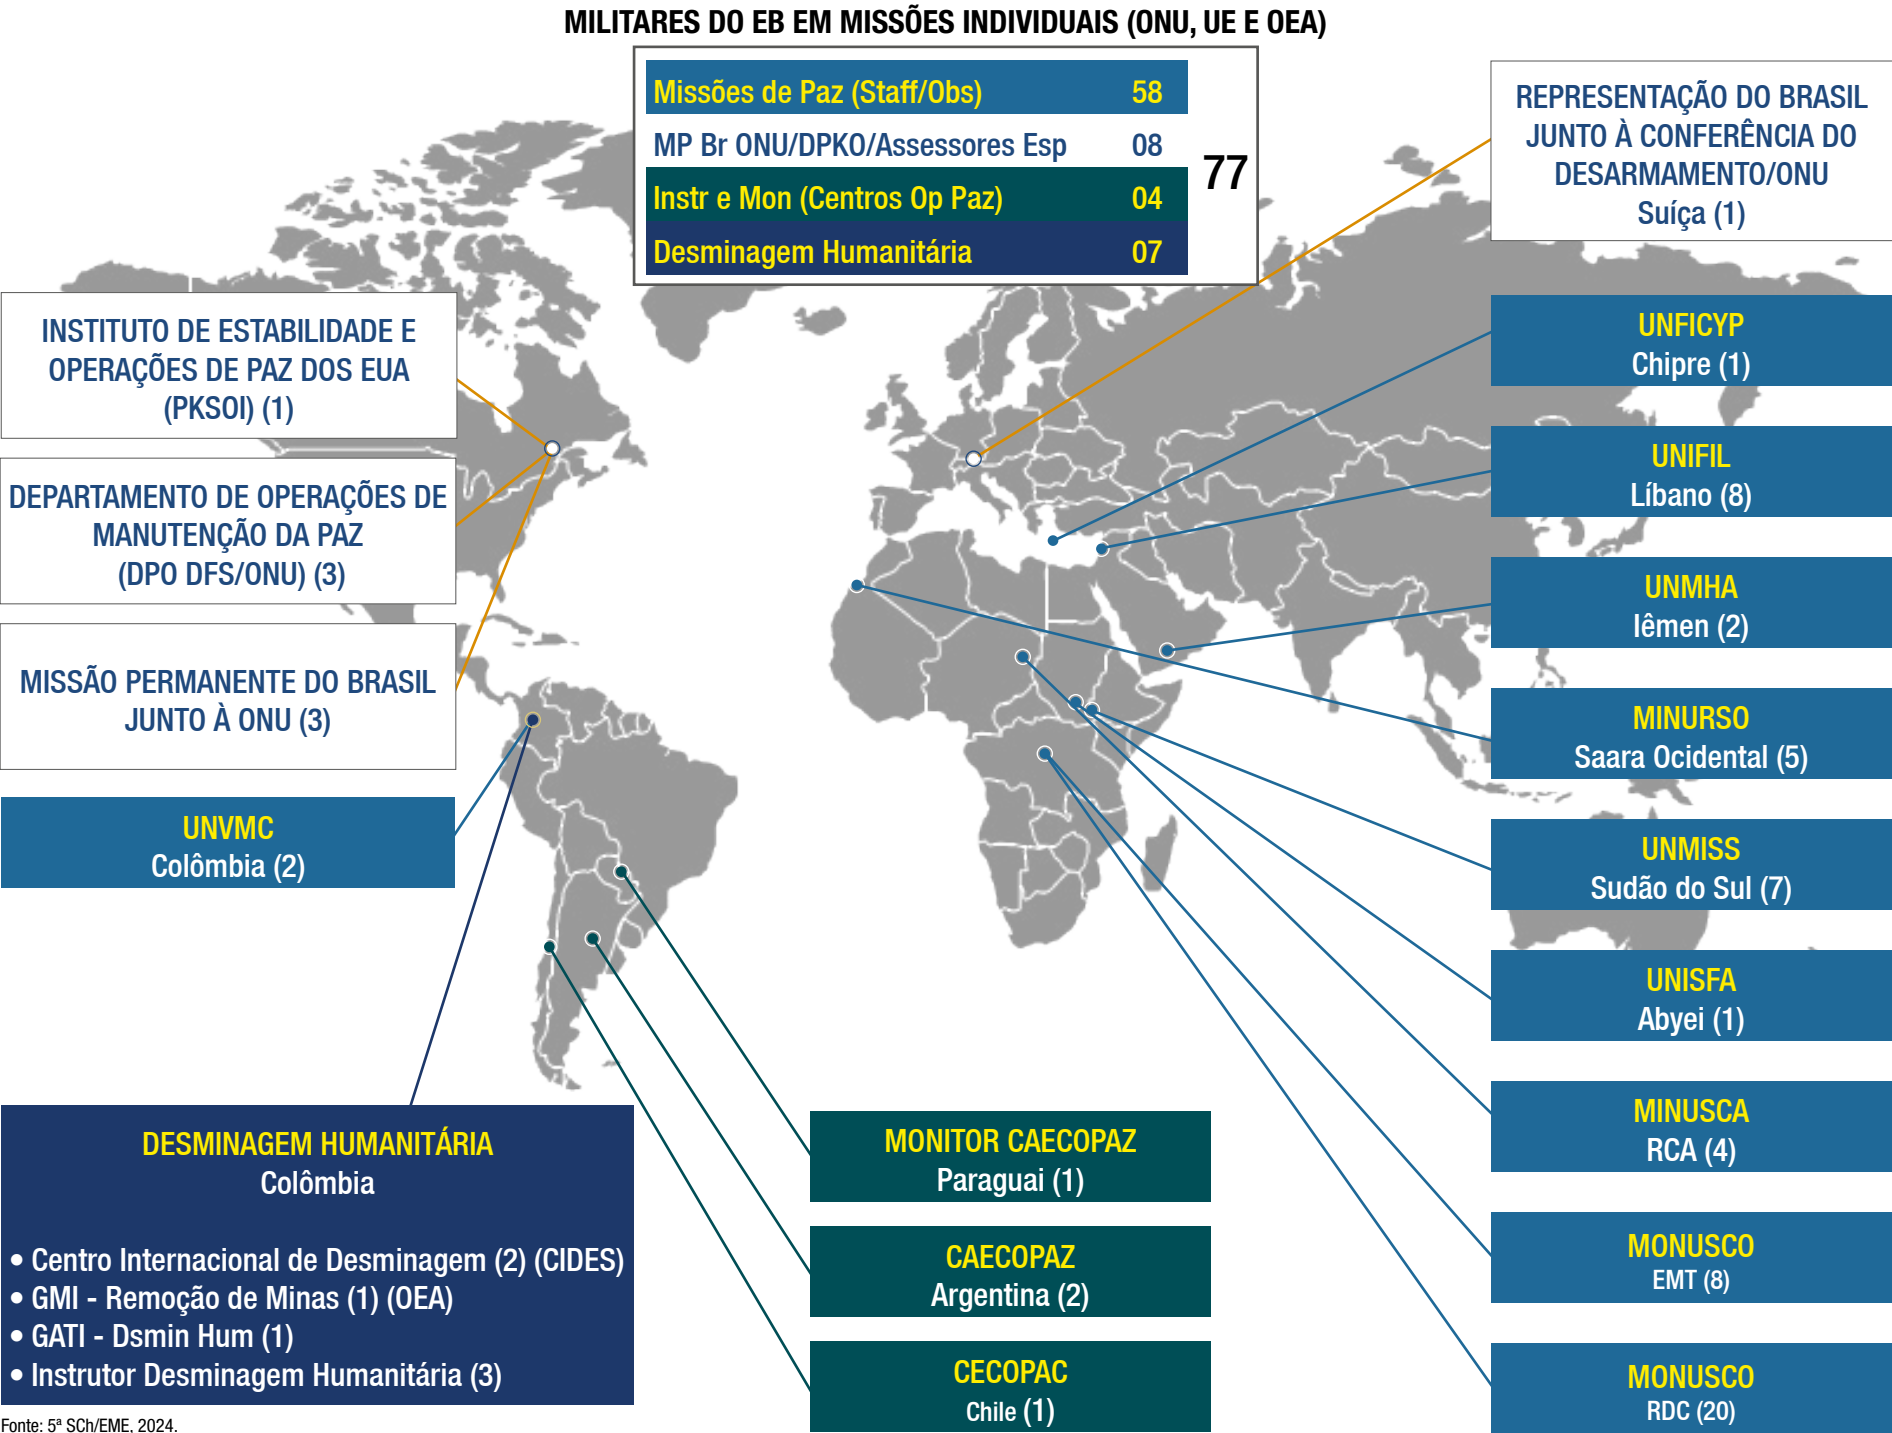 MILITARES DO EB EM MISSÕES INDIVIDUAIS (ONU, UE E OEA)
Missões de Paz (Staff/Obs) 58
MP Br ONU/DPKO/Assessores Esp 08
Instr e Mon (Centros Op Paz) 04
Desminagem Humanitária 07
77
REPRESENTAÇÃO DO BRASIL
JUNTO À CONFERÊNCIA DO
DESARMAMENTO/ONU
Suíça (1)
INSTITUTO DE ESTABILIDADE E
OPERAÇÕES DE PAZ DOS EUA
(PKSOI) (1)
DEPARTAMENTO DE OPERAÇÕES DE
MANUTENÇÃO DA PAZ
(DPO DFS/ONU) (3)
MISSÃO PERMANENTE DO BRASIL
JUNTO À ONU (3)
UNVMC
Colômbia (2)
UNFICYP
Chipre (1)
UNIFIL
Líbano (8)
UNMHA
Iêmen (2)
MINURSO
Saara Ocidental (5)
UNMISS
Sudão do Sul (7)
UNISFA
Abyei (1)
MINUSCA
RCA (4)
MONUSCO
EMT (8)
MONUSCO
RDC (20)
DESMINAGEM HUMANITÁRIA
Colômbia
• Centro Internacional de Desminagem (2) (CIDES)
• GMI - Remoção de Minas (1) (OEA)
• GATI - Dsmin Hum (1)
• Instrutor Desminagem Humanitária (3)
MONITOR CAECOPAZ
Paraguai (1)
CAECOPAZ
Argentina (2)
CECOPAC
Chile (1)
Fonte: 5ª SCh/EME, 2024.